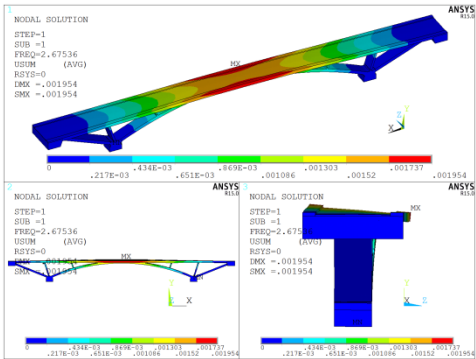 1
NODAL SOLUTION
STEP=1
SUB =1
FREQ=2.67536
USUM (AVG)
RSYS=0
DMX =.001954
SMX =.001954
ANSYS
R15.0
MX
Y
Z
X
0 .434E-03 .869E-03 .001303 .001737
.217E-03 .651E-03 .001086 .00152 .001954
2
NODAL SOLUTION
STEP=1
SUB =1
FREQ=2.67536
USUM (AVG)
RSYS=0
DMX =.001954
SMX =.001954
ANSYS
R15.0
MX
Y
Z X
0 .434E-03 .869E-03 .001303 .001737
.217E-03 .651E-03 .001086 .00152 .001954
3
NODAL SOLUTION
STEP=1
SUB =1
FREQ=2.67536
USUM (AVG)
RSYS=0
DMX =.001954
SMX =.001954
ANSYS
R15.0
MX
Y
X Z
0 .434E-03 .869E-03 .001303 .001737
.217E-03 .651E-03 .001086 .00152 .001954